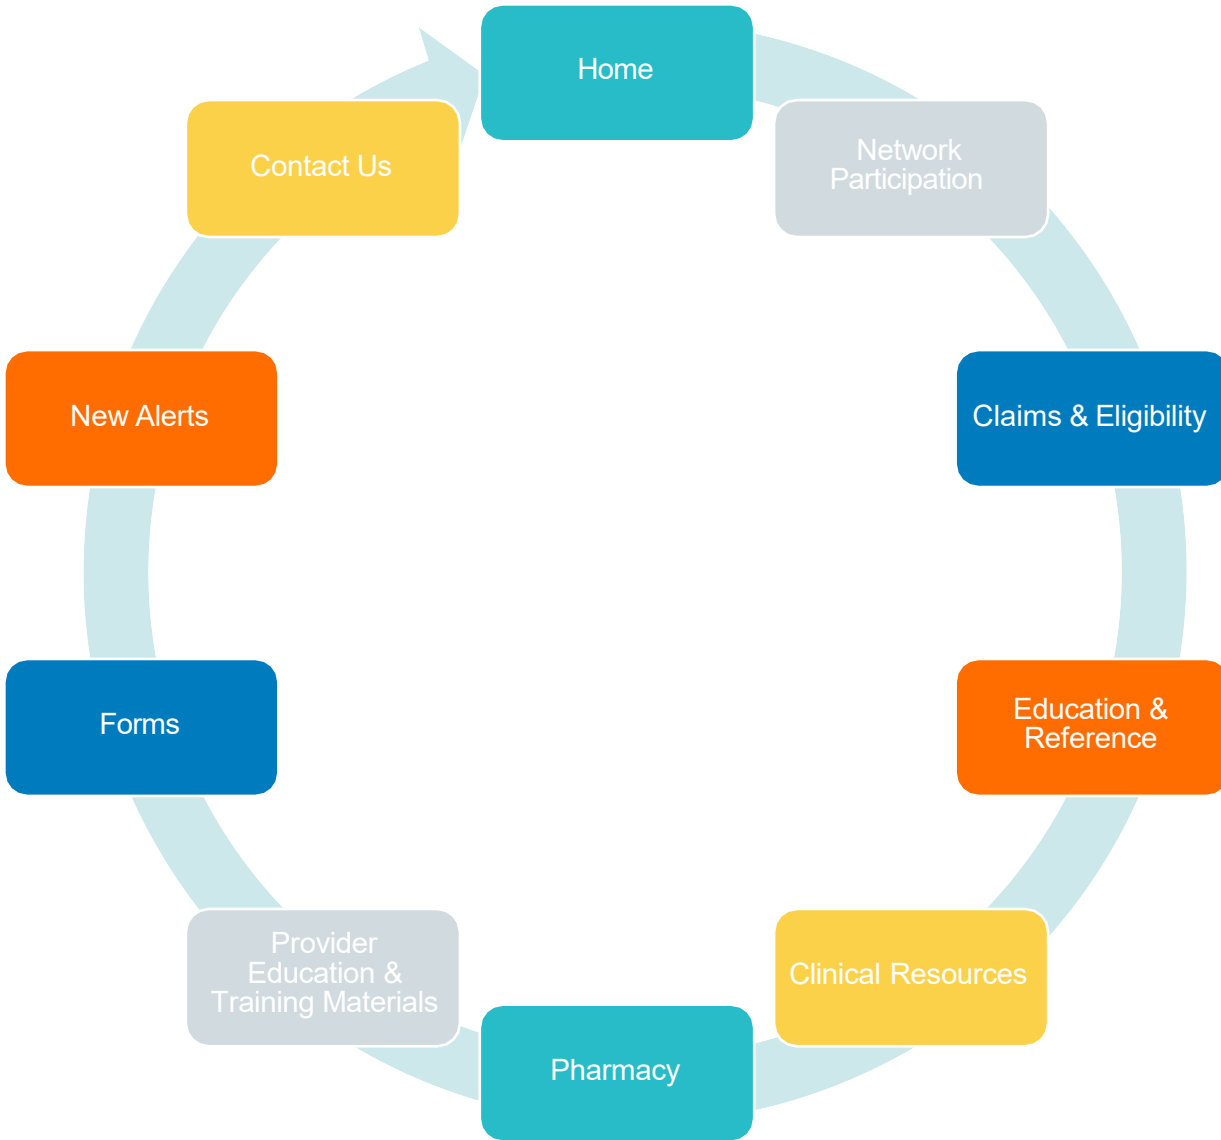 Home
Network
Participation
Claims & Eligibility
Education &
Reference
Clinical Resources
Pharmacy
Provider
Education &
Training Materials
Forms
New Alerts
Contact Us